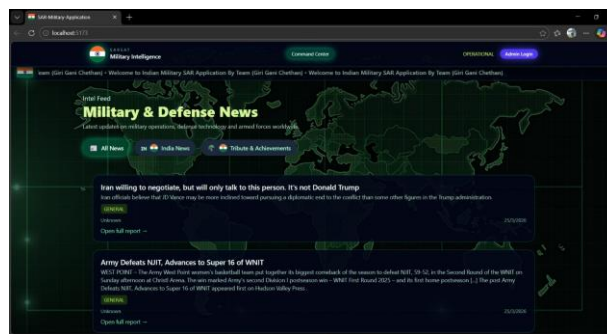 SAR-Military Application
localhost:5173
Military Intelligence
Command Center
OPERATIONAL
Admin Login
Team (Giri Gani Chethan) • Welcome to Indian Military SAR Application By Team (Giri Gani Chethan) • Welcome to Indian Military SAR Application By Team (Giri Gani Chethan)
Intel Feed
Military & Defense News
Latest updates on military operations, defense technology and armed forces worldwide.
All News
IN India News
Tribute & Achievements
Iran willing to negotiate, but will only talk to this person. It's not Donald Trump
Iran officials believe that JD Vance may be more inclined toward pursuing a diplomatic end to the conflict than some other figures in the Trump administration.
GENERAL
Unknown
25/3/2026
Open full report →
Army Defeats NJIT, Advances to Super 16 of WNIT
WEST POINT – The Army West Point women's basketball team put together its biggest comeback of the season to defeat NJIT, 59-52, in the Second Round of the WNIT on
Sunday afternoon at Christl Arena. The win marked Army's second Division I postseason win – WNIT First Round 2025 – and its first home postseason [...] The post Army
Defeats NJIT, Advances to Super 16 of WNIT appeared first on Hudson Valley Press.
GENERAL
Unknown
25/3/2026
Open full report →